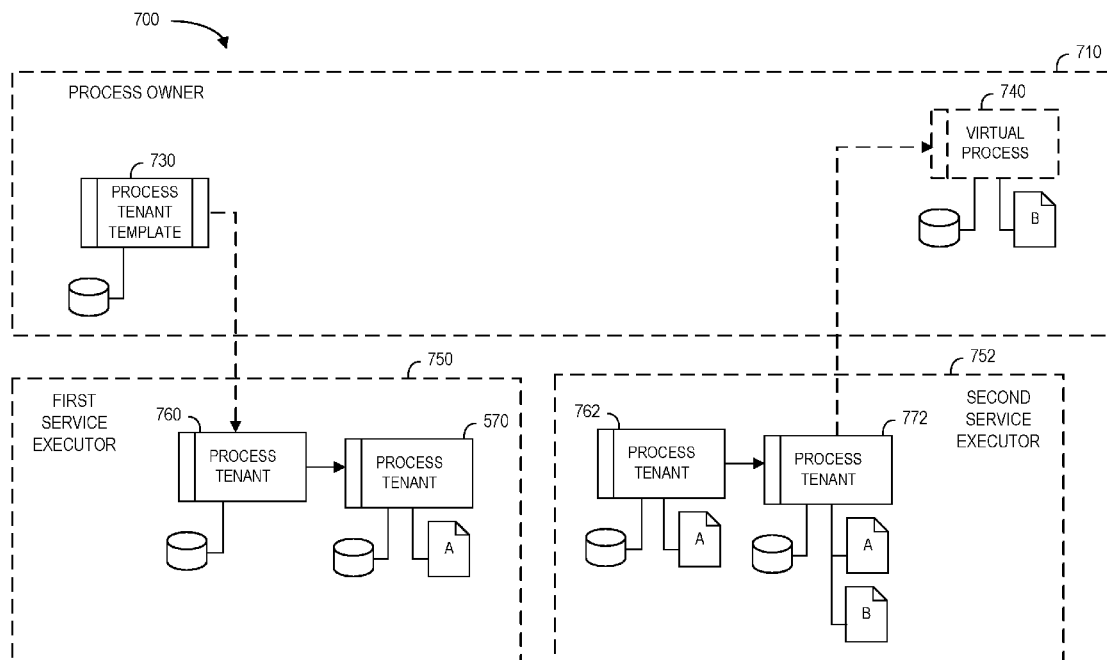 700
710
PROCESS OWNER
740
VIRTUAL
PROCESS
B
730
PROCESS
TENANT
TEMPLATE
750
FIRST
SERVICE
EXECUTOR
760
PROCESS
TENANT
570
PROCESS
TENANT
A
752
SECOND
SERVICE
EXECUTOR
762
PROCESS
TENANT
A
772
PROCESS
TENANT
A
B